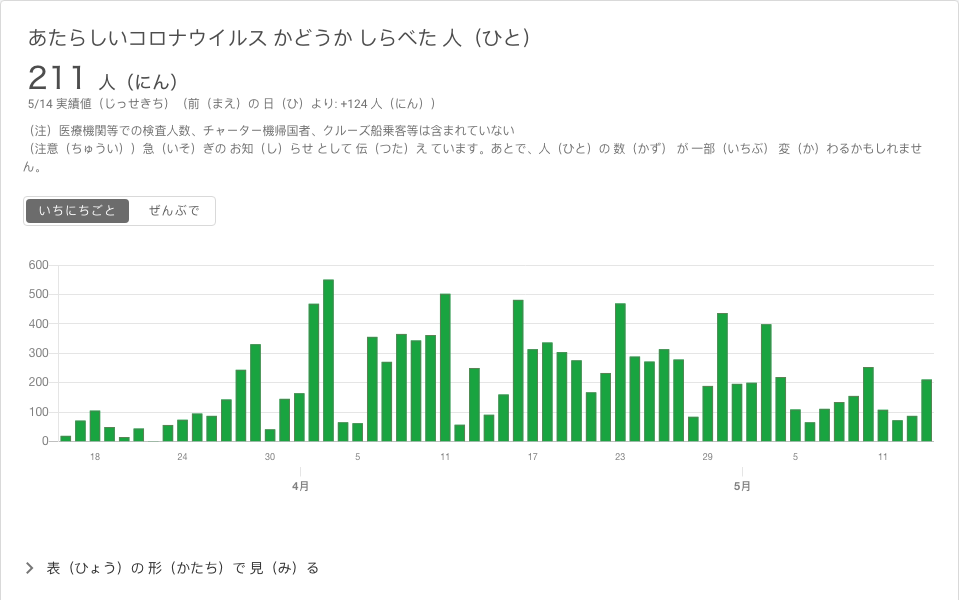 あたらしいコロナウイルス かどうか しらべた 人（ひと）
211 人（にん）
5/14 実績値（じっせきち）（前（まえ）の 日（ひ）より: +124 人（にん））
（注）医療機関等での検査人数、チャーター機帰国者、クルーズ船乗客等は含まれていない
（注意（ちゅうい））急（いそ）ぎの お知（し）らせ として 伝（つた）え ています。あとで、人（ひと）の 数（かず） が 一部（いちぶ） 変（か）わるかもしれませ
ん。
いちにちごと ぜんぶで
600
500
400
300
200
100
0
18 24 30 5 11 17 23 29 5 11
4月 5月
表（ひょう）の 形（かたち）で 見（み）る